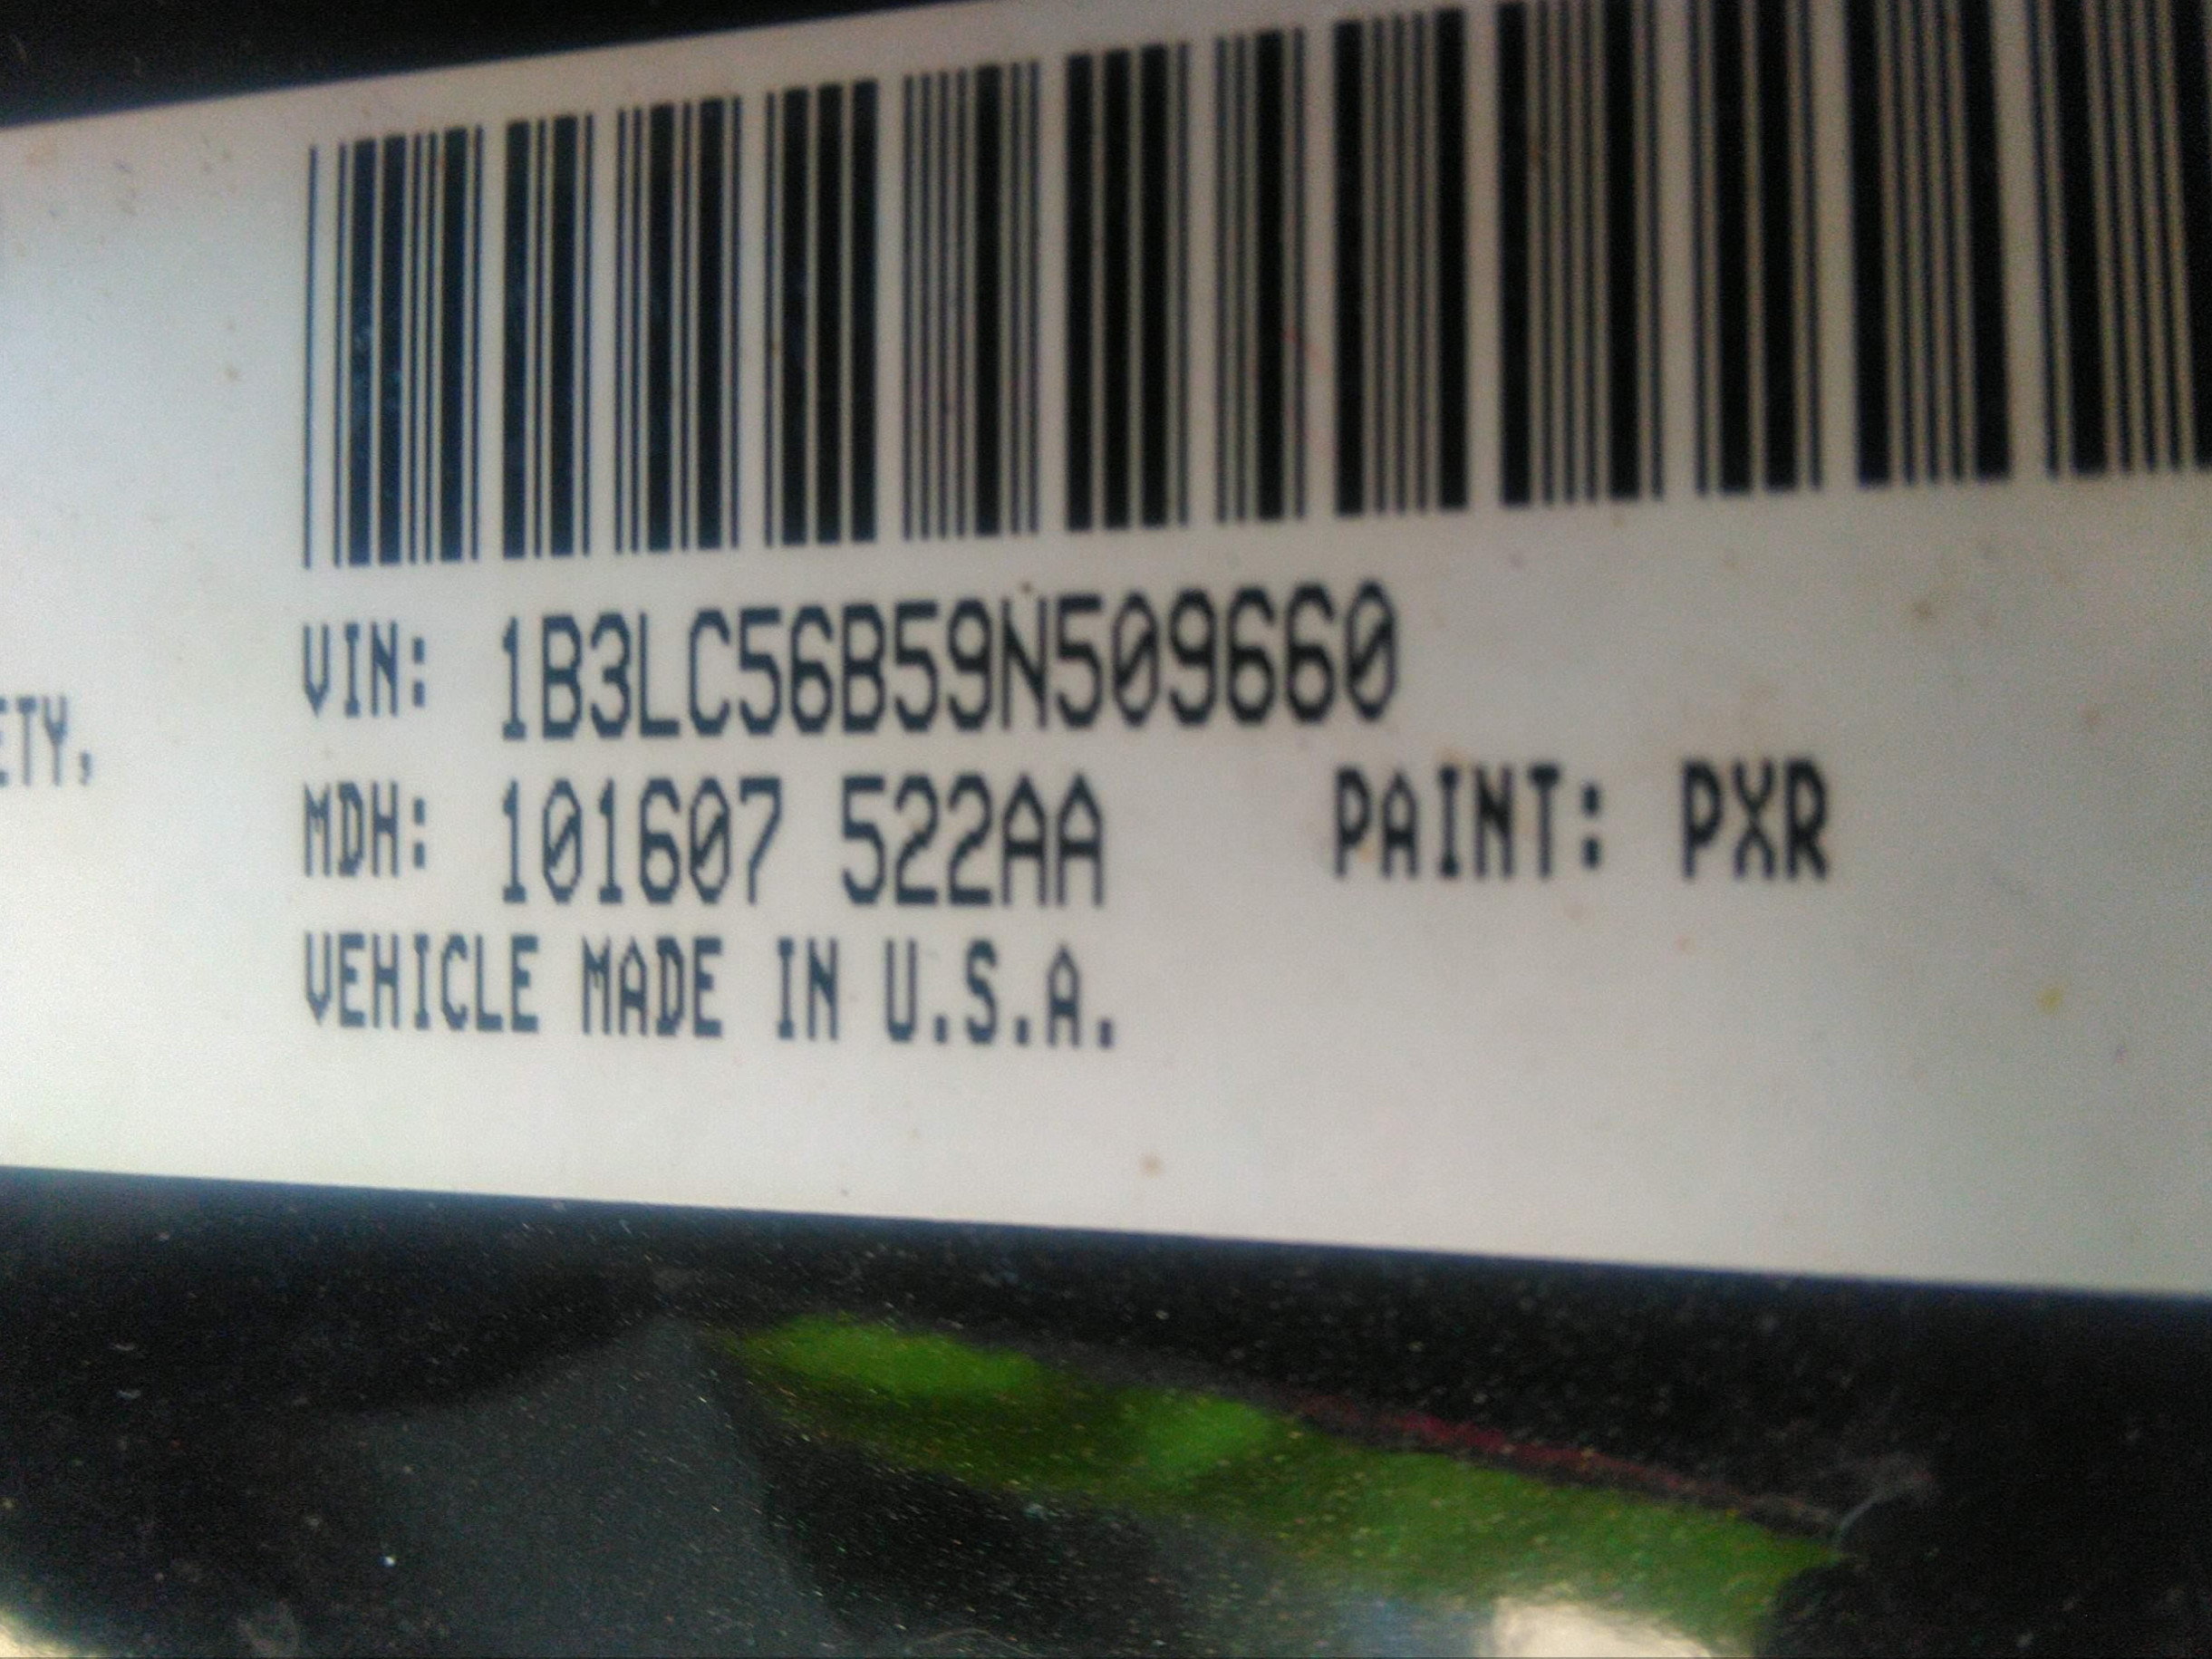 ETY,
VIN: 1B3LC56B59N509660
MDH: 101607 522AA PAINT: PXR
VEHICLE MADE IN U.S.A.